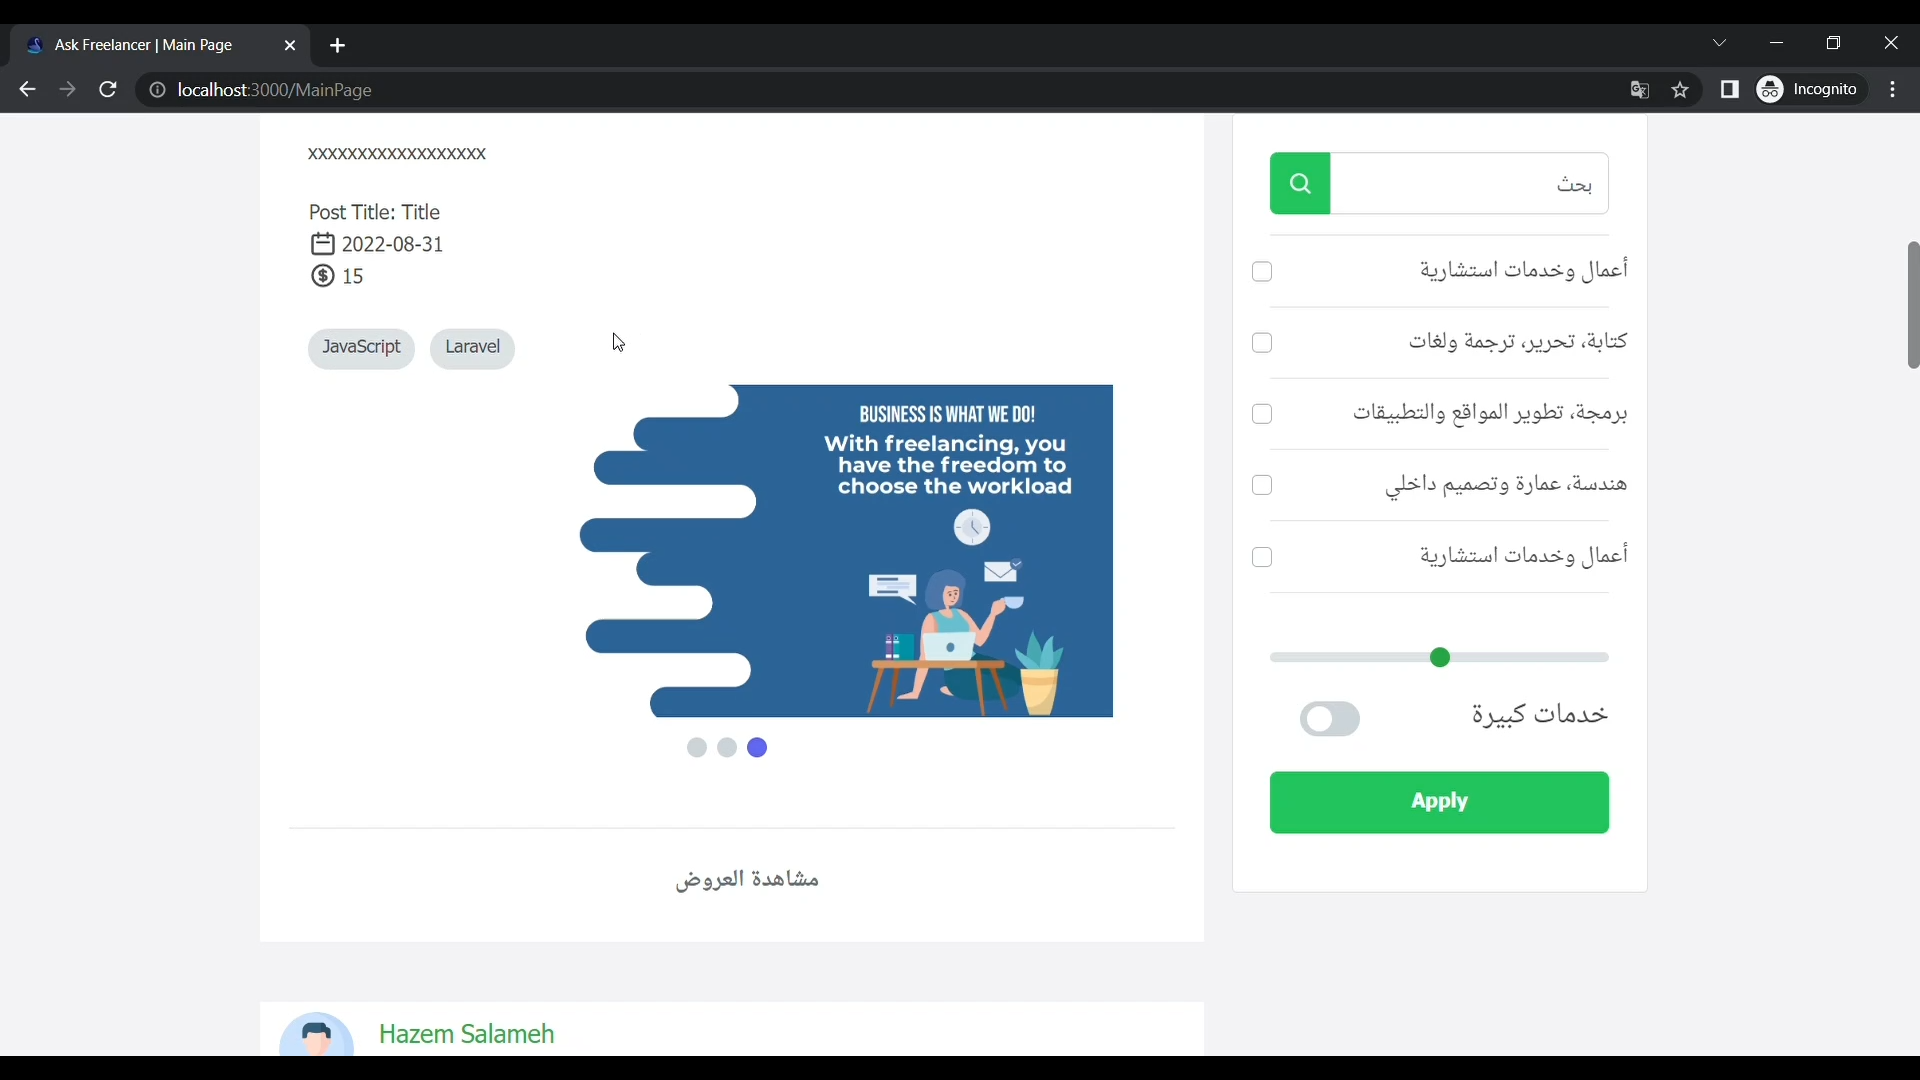 Ask Freelancer | Main Page
localhost:3000/MainPage
Incognito
xxxxxxxxxxxxxxxxxx
Post Title: Title
2022-08-31
15
JavaScript
Laravel
BUSINESS IS WHAT WE DO!
With freelancing, you
have the freedom to
choose the workload
مشاهدة العروض
Hazem Salameh
بحث
أعمال وخدمات استشارية
كتابة، تحرير، ترجمة ولغات
برمجة، تطوير المواقع والتطبيقات
هندسة، عمارة وتصميم داخلي
أعمال وخدمات استشارية
خدمات كبيرة
Apply